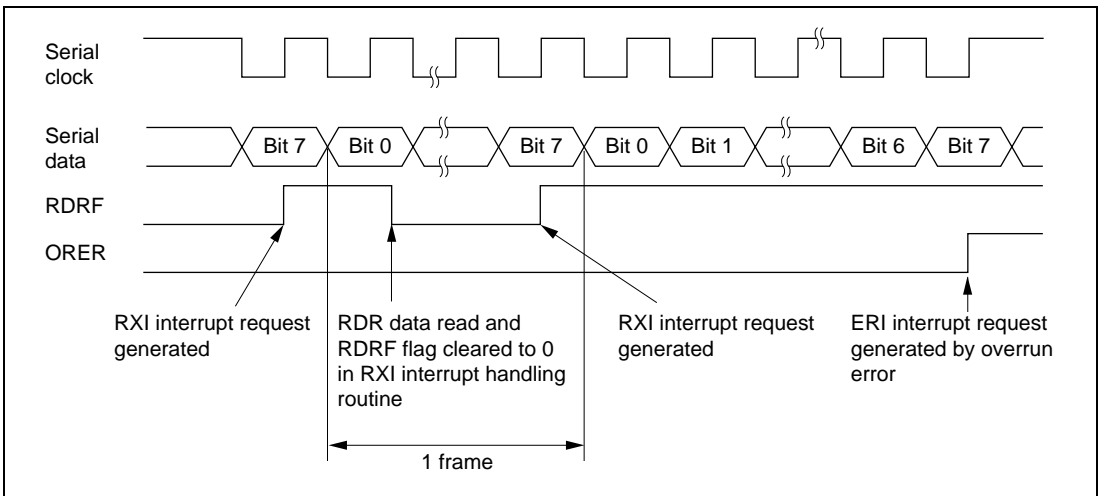 Serial
clock
Serial
data
Bit 7
Bit 0
Bit 7
Bit 0
Bit 1
Bit 6
Bit 7
RDRF
ORER
RXI interrupt request
generated
RDR data read and
RDRF flag cleared to 0
in RXI interrupt handling
routine
RXI interrupt request
generated
ERI interrupt request
generated by overrun
error
1 frame